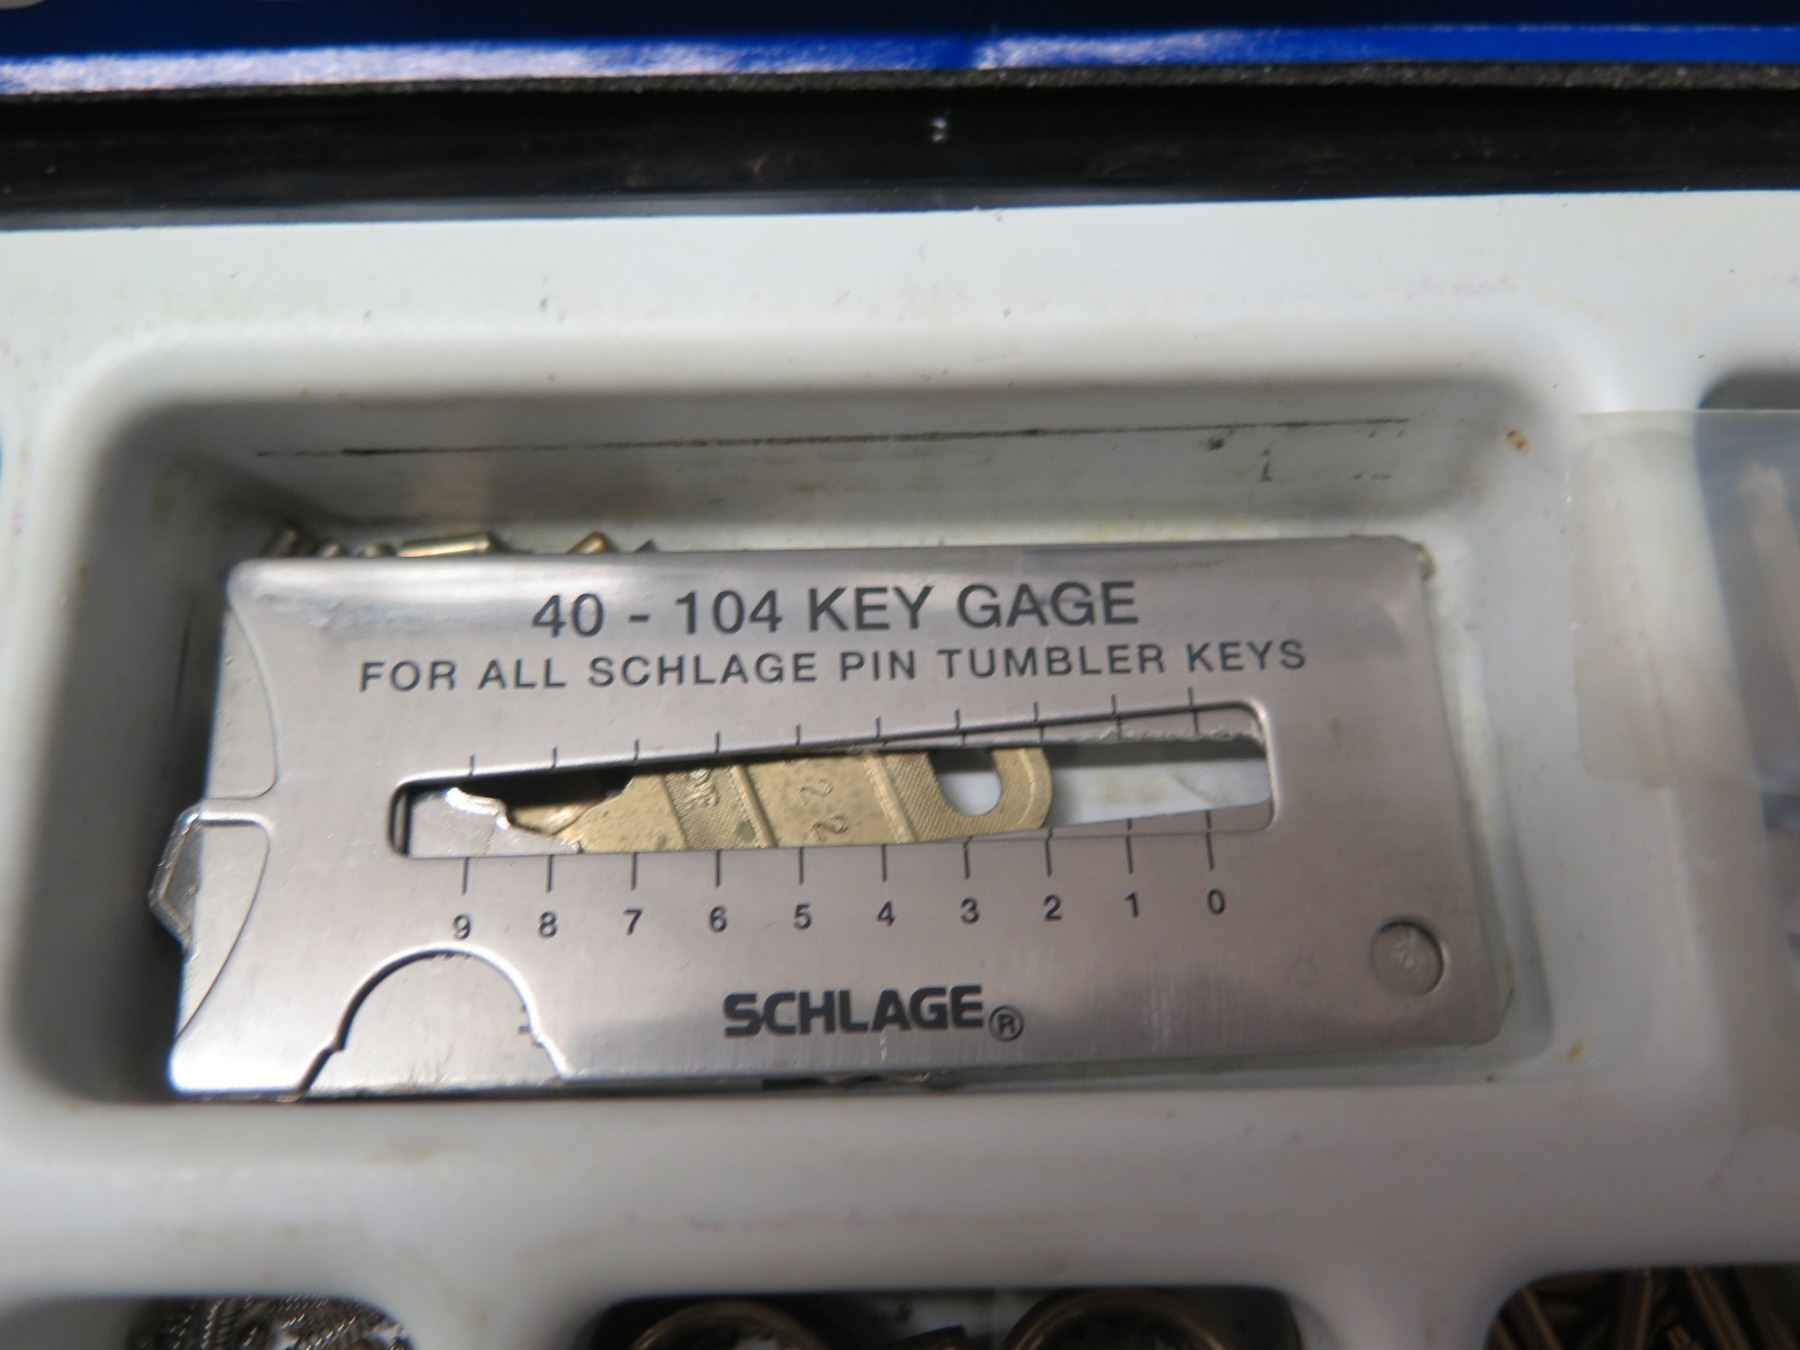 40 - 104 KEY GAGE
FOR ALL SCHLAGE PIN TUMBLER KEYS
22
9 8 7 6 5 4 3 2 1 0
SCHLAGE®